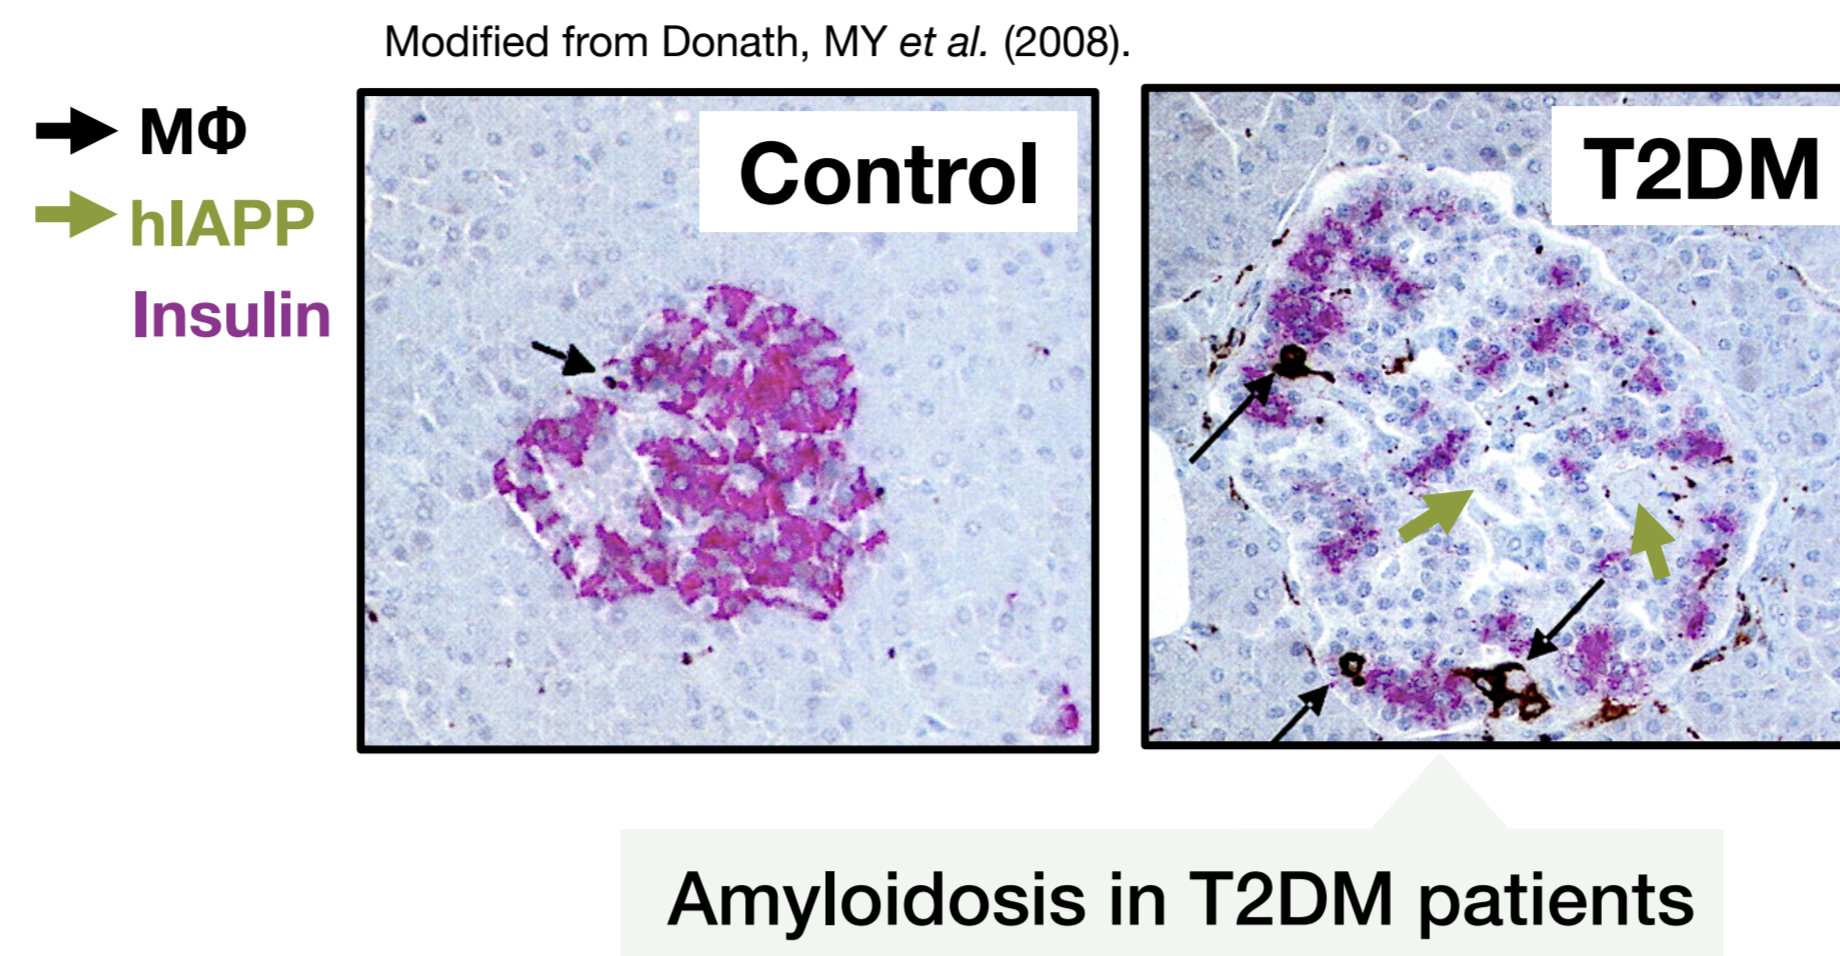 Modified from Donath, MY et al. (2008).
MΦ
hIAPP
Insulin
Control
T2DM
Amyloidosis in T2DM patients